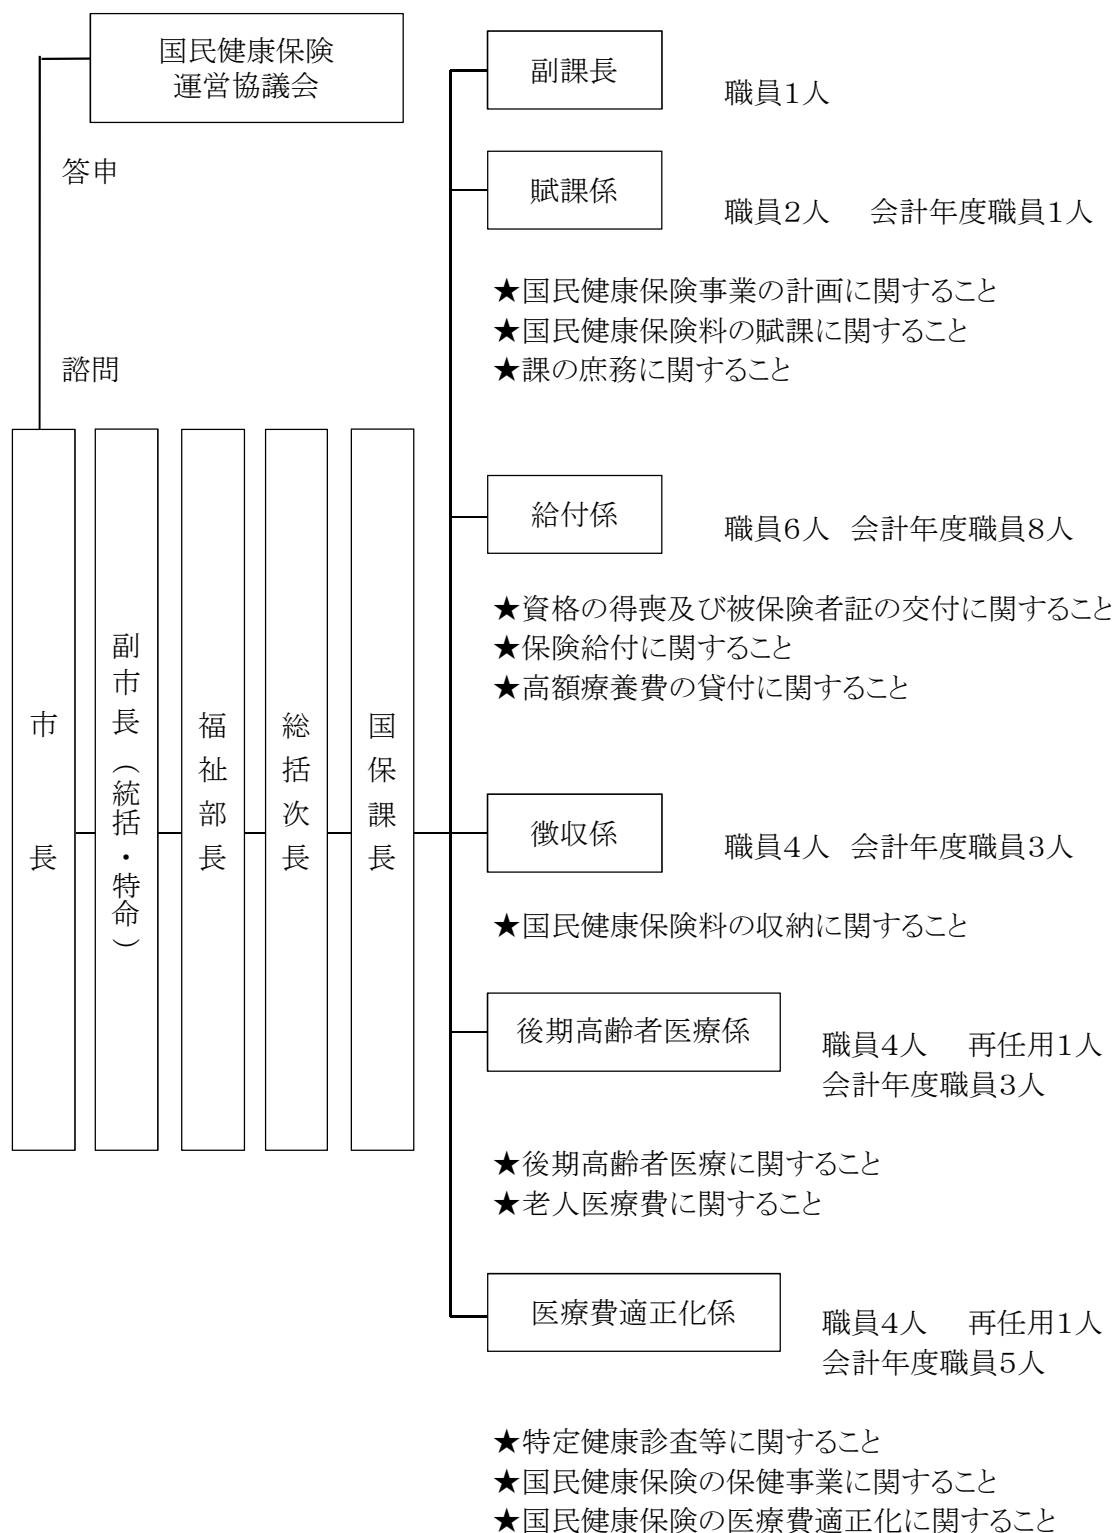 国民健康保険
運営協議会
答申
諮問
市長
副市長（統括・特命）
福祉部長
総括次長
国保課長
副課長
職員1人
賦課係
職員2人　会計年度職員1人
★国民健康保険事業の計画に関すること
★国民健康保険料の賦課に関すること
★課の庶務に関すること
給付係
職員6人 会計年度職員8人
★資格の得喪及び被保険者証の交付に関すること
★保険給付に関すること
★高額療養費の貸付に関すること
徴収係
職員4人 会計年度職員3人
★国民健康保険料の収納に関すること
後期高齢者医療係
職員4人　再任用1人
会計年度職員3人
★後期高齢者医療に関すること
★老人医療費に関すること
医療費適正化係
職員4人　再任用1人
会計年度職員5人
★特定健康診査等に関すること
★国民健康保険の保健事業に関すること
★国民健康保険の医療費適正化に関すること